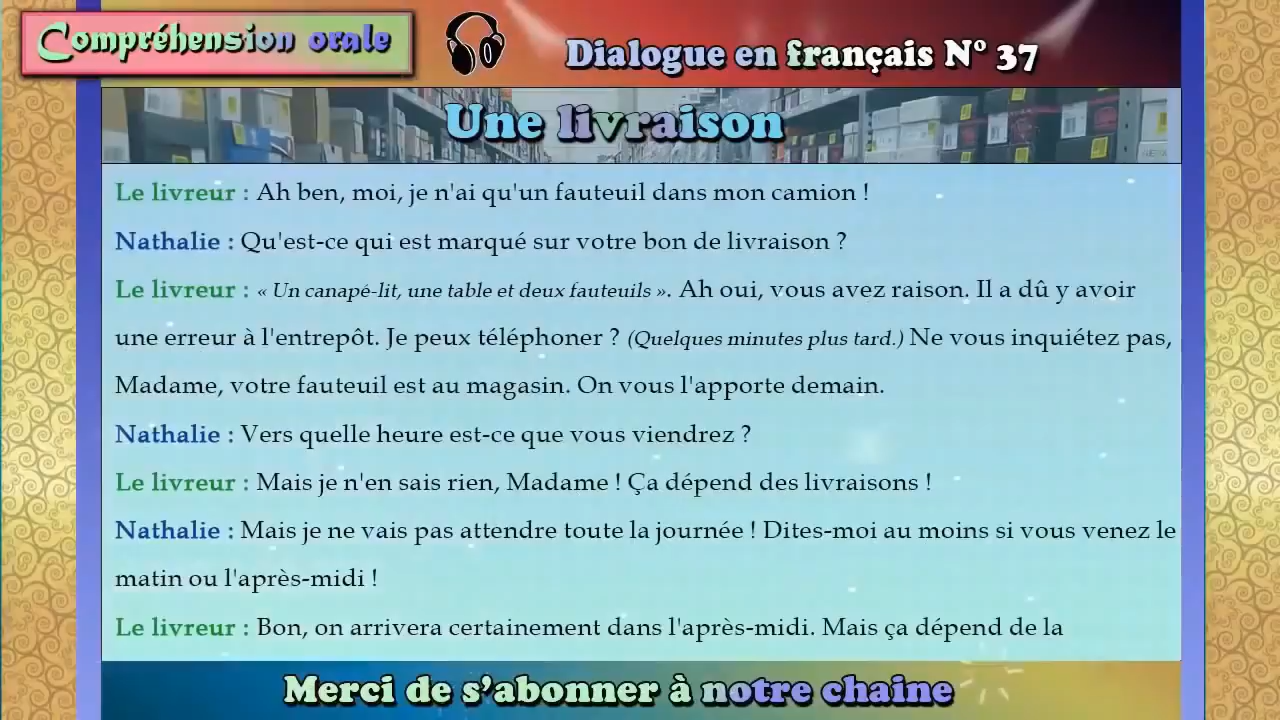 Compréhension orale
Dialogue en français N° 37
Une livraison
Le livreur : Ah ben, moi, je n'ai qu'un fauteuil dans mon camion !
Nathalie : Qu'est-ce qui est marqué sur votre bon de livraison ?
Le livreur : « Un canapé-lit, une table et deux fauteuils ». Ah oui, vous avez raison. Il a dû y avoir
une erreur à l'entrepôt. Je peux téléphoner ? (Quelques minutes plus tard.) Ne vous inquiétez pas,
Madame, votre fauteuil est au magasin. On vous l'apporte demain.
Nathalie : Vers quelle heure est-ce que vous viendrez ?
Le livreur : Mais je n'en sais rien, Madame ! Ça dépend des livraisons !
Nathalie : Mais je ne vais pas attendre toute la journée ! Dites-moi au moins si vous venez le
matin ou l'après-midi !
Le livreur : Bon, on arrivera certainement dans l'après-midi. Mais ça dépend de la
Merci de s'abonner à notre chaine